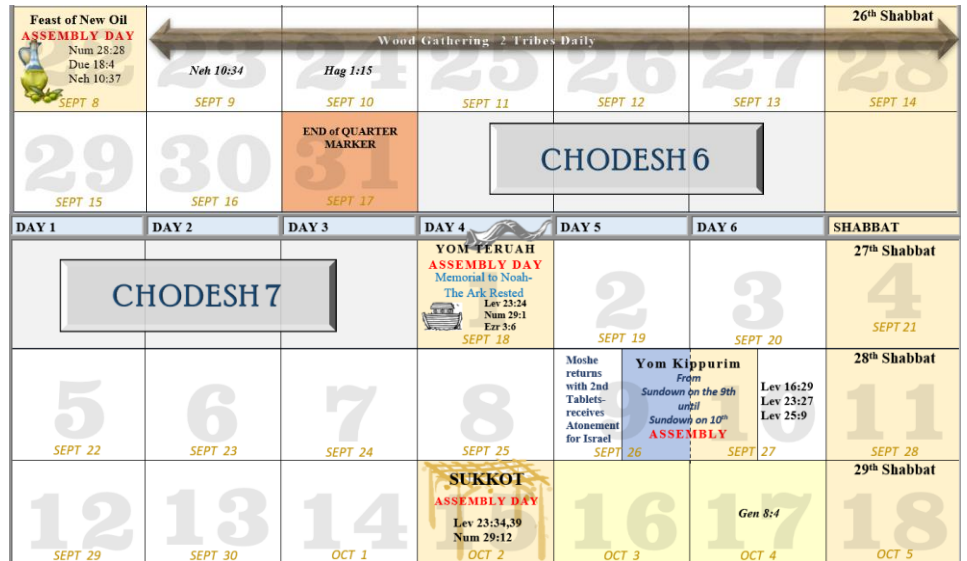 Feast of New Oil
ASSEMBLY DAY
Num 28:28
Due 18:4
Neh 10:37
22
SEPT 8
Wood Gathering 2 Tribes Daily
23
Neh 10:34
SEPT 9
24
Hag 1:15
SEPT 10
25
SEPT 11
26
SEPT 12
27
SEPT 13
26th Shabbat
28
SEPT 14
29
SEPT 15
30
SEPT 16
END of QUARTER
MARKER
31
SEPT 17
CHODESH 6
DAY 1
DAY 2
DAY 3
DAY 4
DAY 5
DAY 6
SHABBAT
CHODESH 7
YOM TERUAH
ASSEMBLY DAY
Memorial to Noah-
The Ark Rested
Lev 23:24
Num 29:1
Ezr 3:6
1
SEPT 18
2
SEPT 19
3
SEPT 20
27th Shabbat
4
SEPT 21
5
SEPT 22
6
SEPT 23
7
SEPT 24
8
SEPT 25
Moshe
returns
with 2nd
Tablets-
receives
Atonement
for Israel
9
SEPT 26
Yom Kippurim
From
Sundown on the 9th
until
Sundown on 10th
ASSEMBLY
10
Lev 16:29
Lev 23:27
Lev 25:9
SEPT 27
28th Shabbat
11
SEPT 28
12
SEPT 29
13
SEPT 30
14
OCT 1
SUKKOT
ASSEMBLY DAY
15
Lev 23:34,39
Num 29:12
OCT 2
16
OCT 3
17
Gen 8:4
OCT 4
29th Shabbat
18
OCT 5